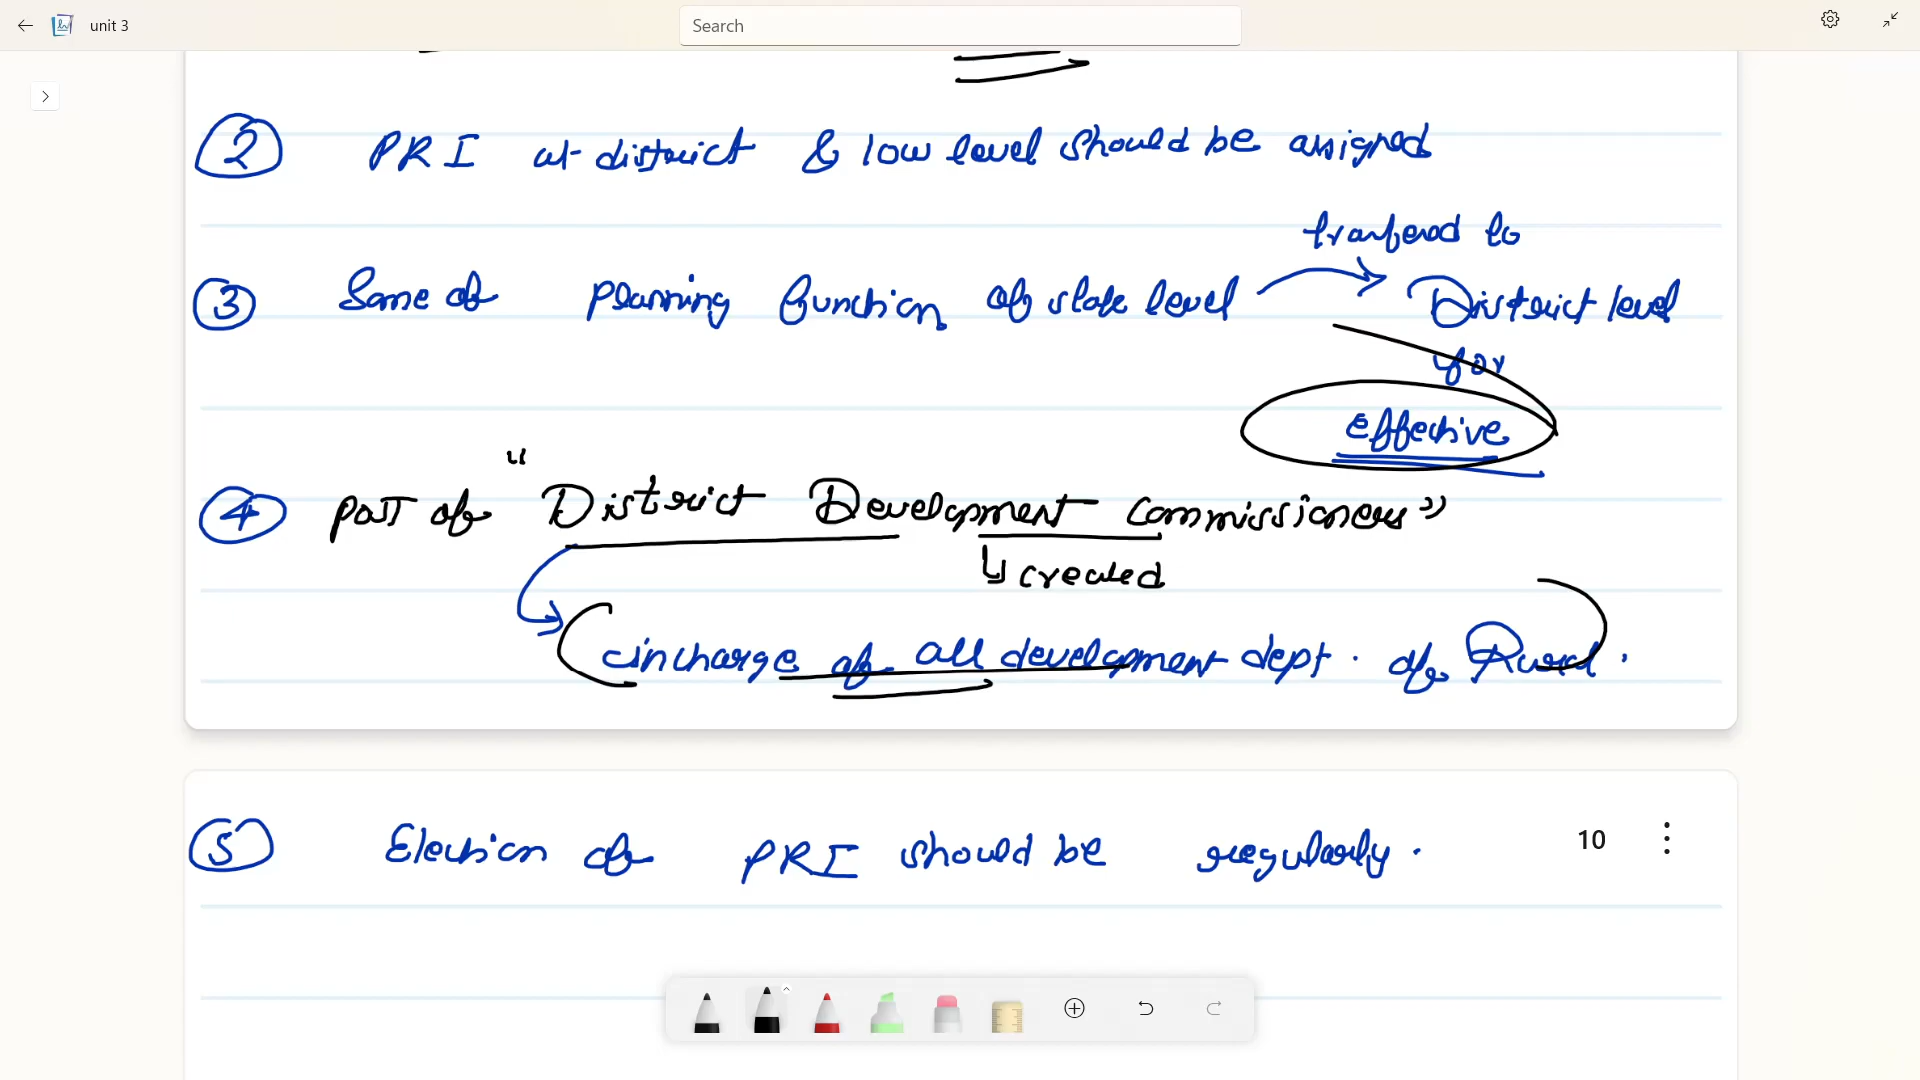 unit 3
Search
2 PRI at district & low level should be assigned
tranfered to
3 Some of planning function of state level → District level
for
effective
4 post of "District Development Commissioners"
↳ created
incharge of all development dept. of Rural.
5 Election of PRI should be regularly.
10